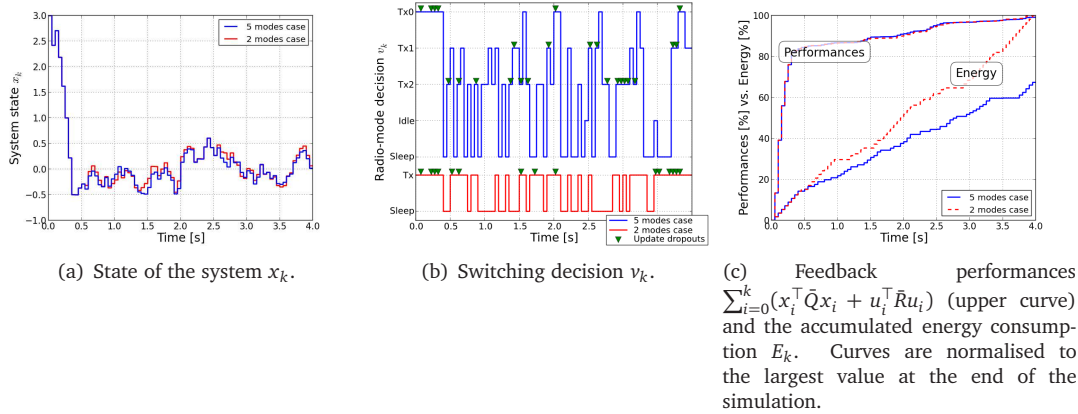 3.0
2.5
2.0
1.5
1.0
0.5
0.0
−0.5
−1.0
System state x_k
5 modes case
2 modes case
0.0 0.5 1.0 1.5 2.0 2.5 3.0 3.5 4.0
Time [s]
(a) State of the system x_k.
Tx0
Tx1
Tx2
Idle
Sleep
Tx
Sleep
Radio-mode decision v_k
0.5 1.0 1.5 2.0 2.5 3.0
Time [s]
5 modes case
2 modes case
Update dropouts
(b) Switching decision v_k.
100
80
60
40
20
0
Performances [%] vs. Energy [%]
Performances
Energy
5 modes case
2 modes case
0.0 0.5 1.0 1.5 2.0 2.5 3.0 3.5 4.0
Time [s]
(c) Feedback performances
∑_{i=0}^{k}(x_i^⊤ Q̄x_i + u_i^⊤ R̄u_i) (upper curve)
and the accumulated energy consump-
tion E_k. Curves are normalised to
the largest value at the end of the
simulation.